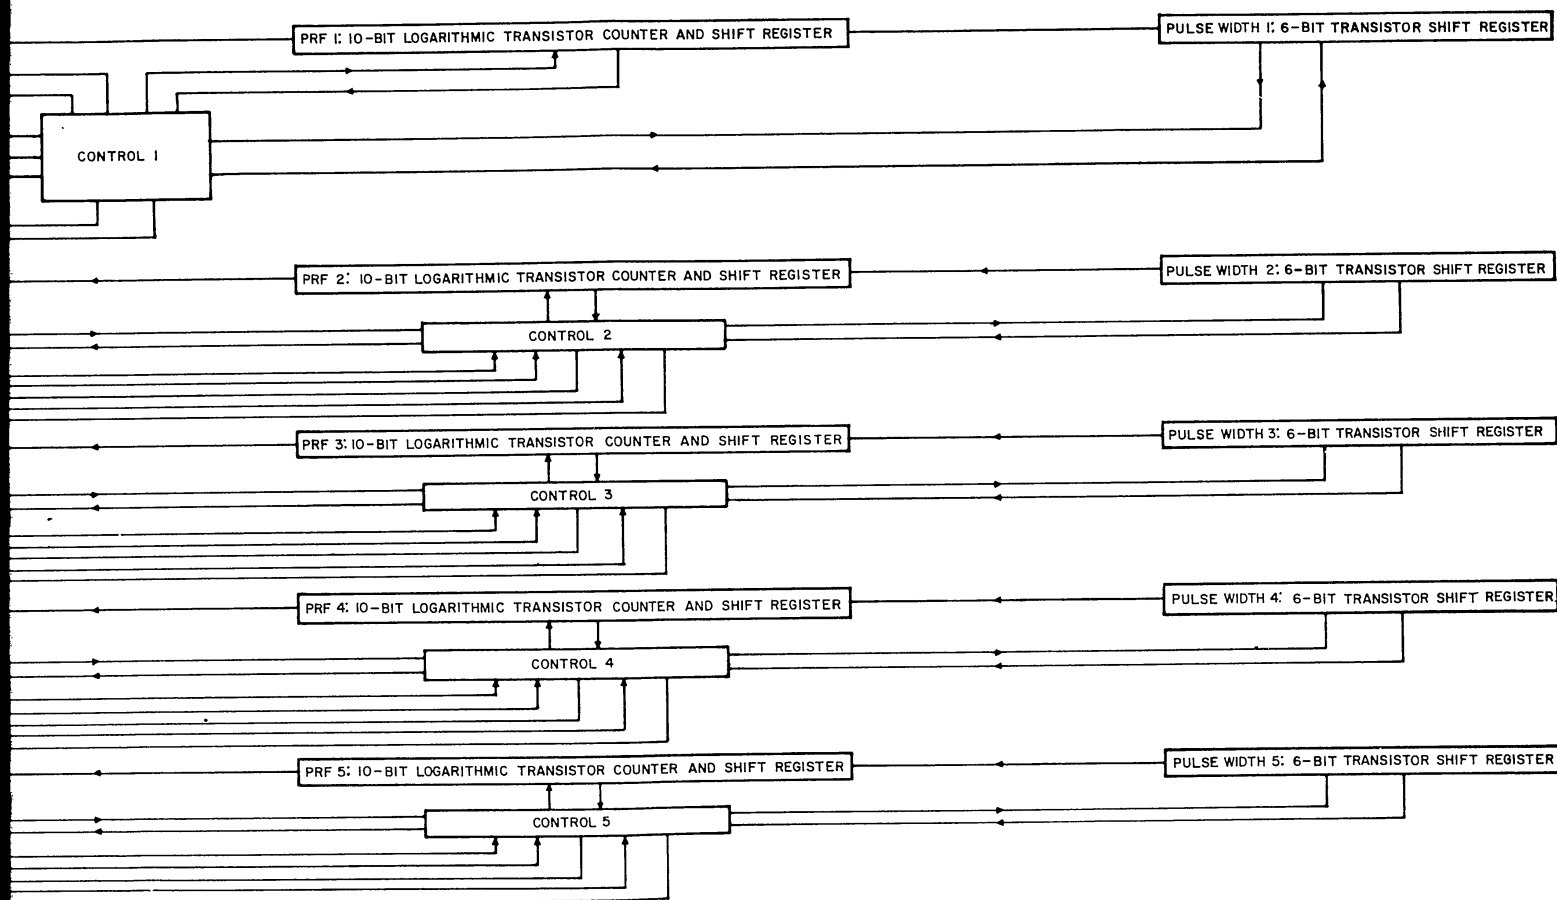 PRF 1: 10-BIT LOGARITHMIC TRANSISTOR COUNTER AND SHIFT REGISTER
PULSE WIDTH 1: 6-BIT TRANSISTOR SHIFT REGISTER
CONTROL 1
PRF 2: 10-BIT LOGARITHMIC TRANSISTOR COUNTER AND SHIFT REGISTER
PULSE WIDTH 2: 6-BIT TRANSISTOR SHIFT REGISTER
CONTROL 2
PRF 3: 10-BIT LOGARITHMIC TRANSISTOR COUNTER AND SHIFT REGISTER
PULSE WIDTH 3: 6-BIT TRANSISTOR SHIFT REGISTER
CONTROL 3
PRF 4: 10-BIT LOGARITHMIC TRANSISTOR COUNTER AND SHIFT REGISTER
PULSE WIDTH 4: 6-BIT TRANSISTOR SHIFT REGISTER
CONTROL 4
PRF 5: 10-BIT LOGARITHMIC TRANSISTOR COUNTER AND SHIFT REGISTER
PULSE WIDTH 5: 6-BIT TRANSISTOR SHIFT REGISTER
CONTROL 5